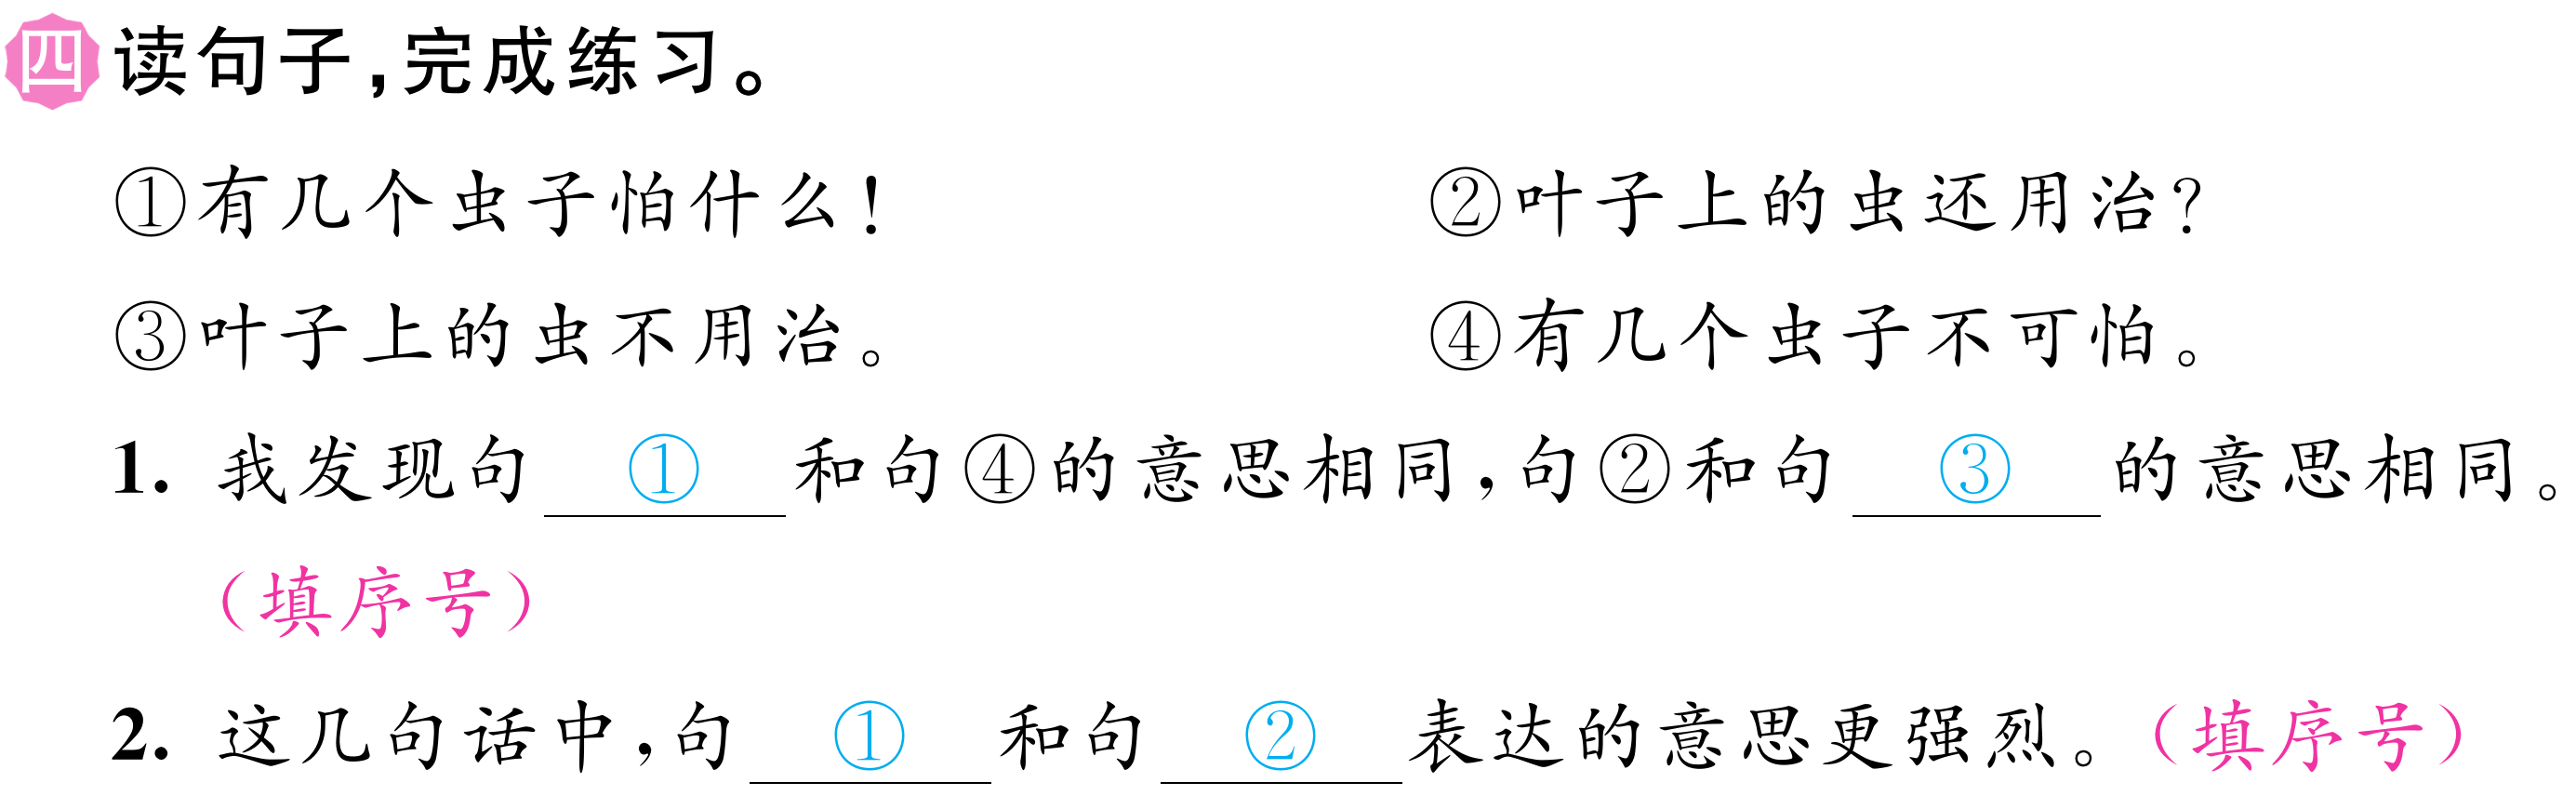 四 读句子,完成练习。
①有几个虫子怕什么! ②叶子上的虫还用治?
③叶子上的虫不用治。 ④有几个虫子不可怕。
1. 我发现句 ① 和句④的意思相同,句②和句 ③ 的意思相同。
(填序号)
2. 这几句话中,句 ① 和句 ② 表达的意思更强烈。(填序号)